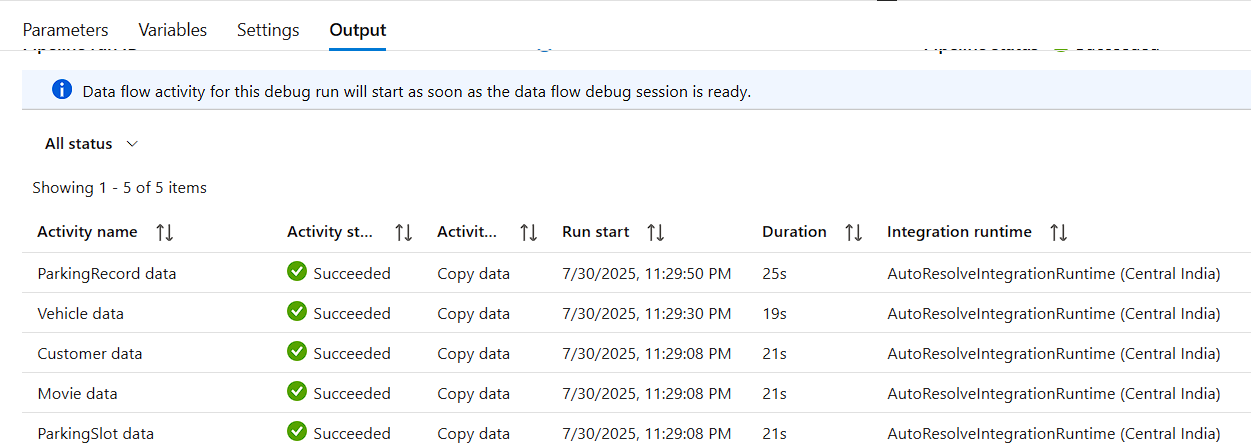 Parameters Variables Settings Output
Data flow activity for this debug run will start as soon as the data flow debug session is ready.
All status
Showing 1 - 5 of 5 items
Activity name Activity st... Activit... Run start Duration Integration runtime
ParkingRecord data Succeeded Copy data 7/30/2025, 11:29:50 PM 25s AutoResolveIntegrationRuntime (Central India)
Vehicle data Succeeded Copy data 7/30/2025, 11:29:30 PM 19s AutoResolveIntegrationRuntime (Central India)
Customer data Succeeded Copy data 7/30/2025, 11:29:08 PM 21s AutoResolveIntegrationRuntime (Central India)
Movie data Succeeded Copy data 7/30/2025, 11:29:08 PM 21s AutoResolveIntegrationRuntime (Central India)
ParkingSlot data Succeeded Copy data 7/30/2025, 11:29:08 PM 21s AutoResolveIntegrationRuntime (Central India)